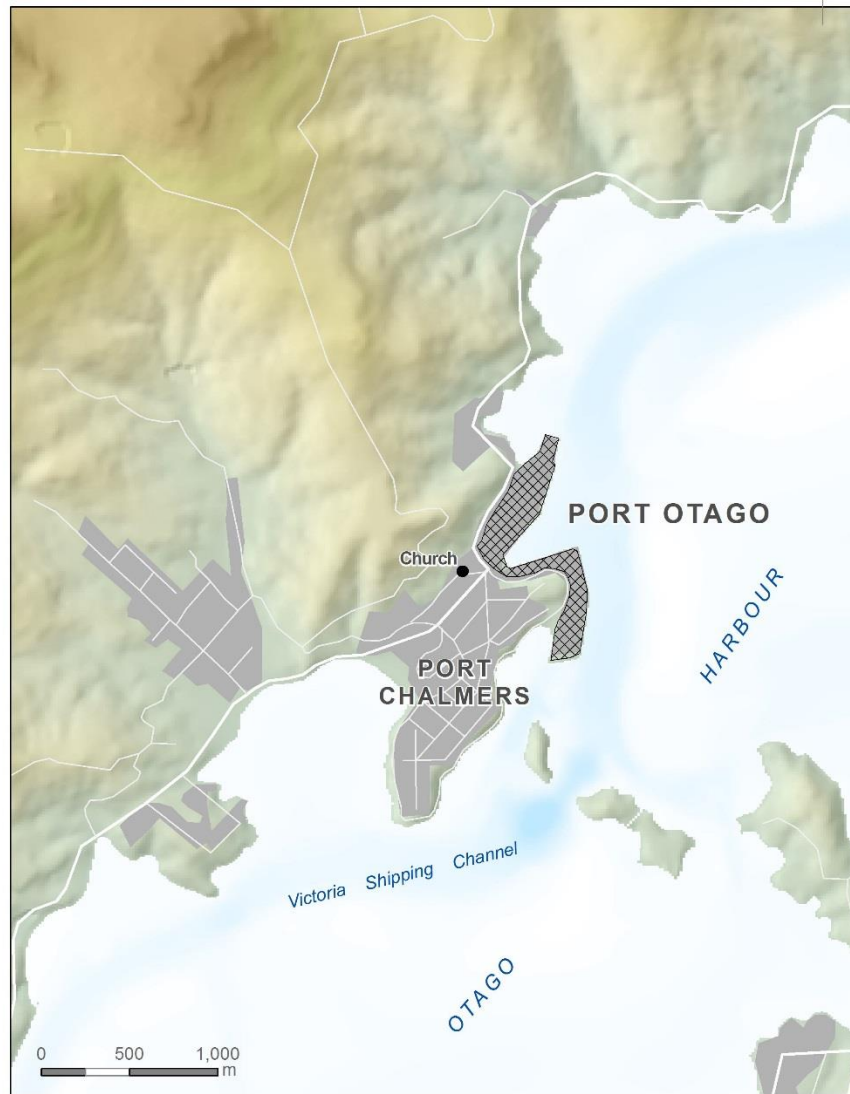 PORT OTAGO
Church
HARBOUR
PORT
CHALMERS
Victoria Shipping Channel
OTAGO
0 500 1,000
m